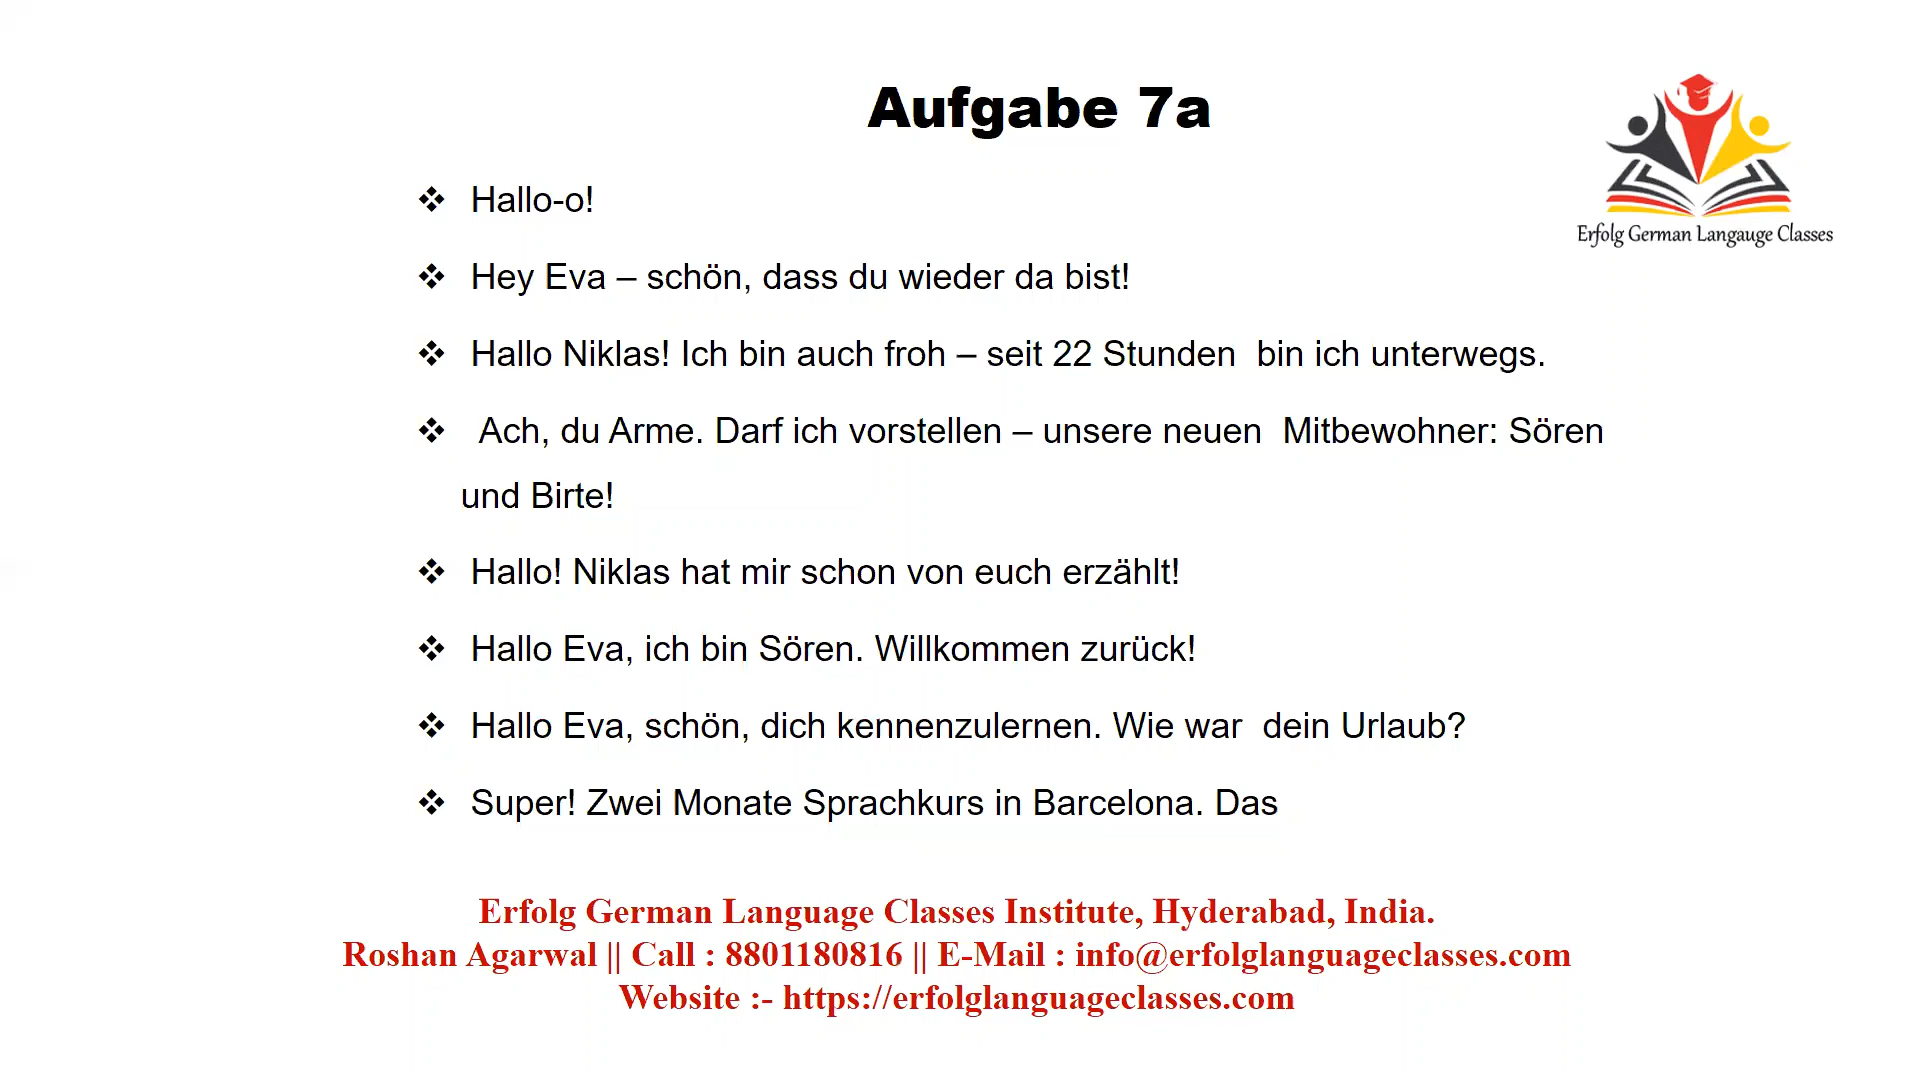 Aufgabe 7a
Erfolg German Langauge Classes
❖ Hallo-o!
❖ Hey Eva – schön, dass du wieder da bist!
❖ Hallo Niklas! Ich bin auch froh – seit 22 Stunden bin ich unterwegs.
❖ Ach, du Arme. Darf ich vorstellen – unsere neuen Mitbewohner: Sören
und Birte!
❖ Hallo! Niklas hat mir schon von euch erzählt!
❖ Hallo Eva, ich bin Sören. Willkommen zurück!
❖ Hallo Eva, schön, dich kennenzulernen. Wie war dein Urlaub?
❖ Super! Zwei Monate Sprachkurs in Barcelona. Das
Erfolg German Language Classes Institute, Hyderabad, India.
Roshan Agarwal || Call : 8801180816 || E-Mail : info@erfolglanguageclasses.com
Website :- https://erfolglanguageclasses.com